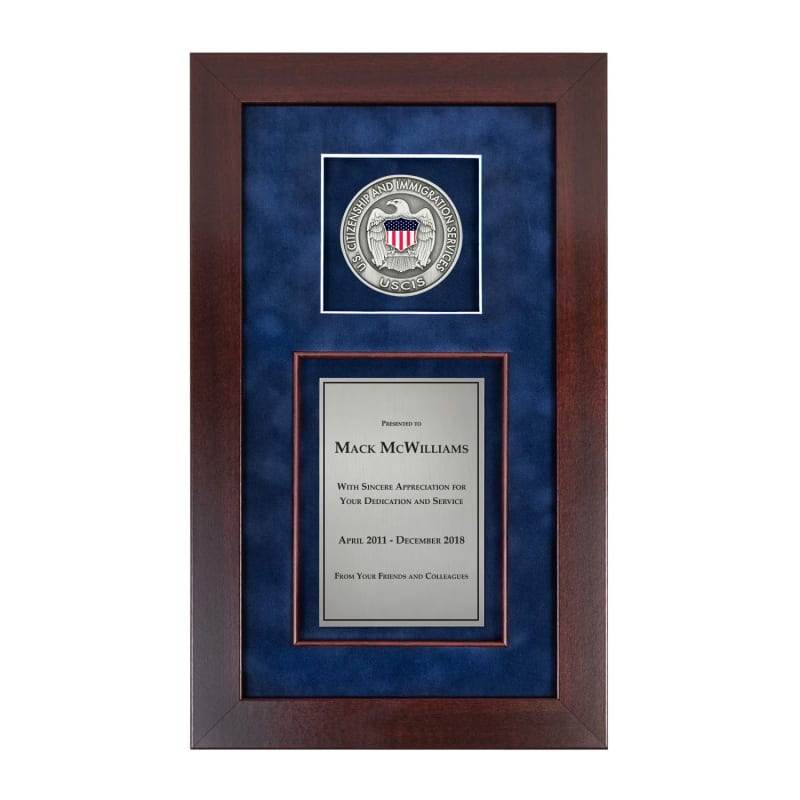 U.S. CITIZENSHIP AND IMMIGRATION SERVICES
USCIS
PRESENTED TO
MACK MCWILLIAMS
WITH SINCERE APPRECIATION FOR
YOUR DEDICATION AND SERVICE
APRIL 2011 - DECEMBER 2018
FROM YOUR FRIENDS AND COLLEAGUES